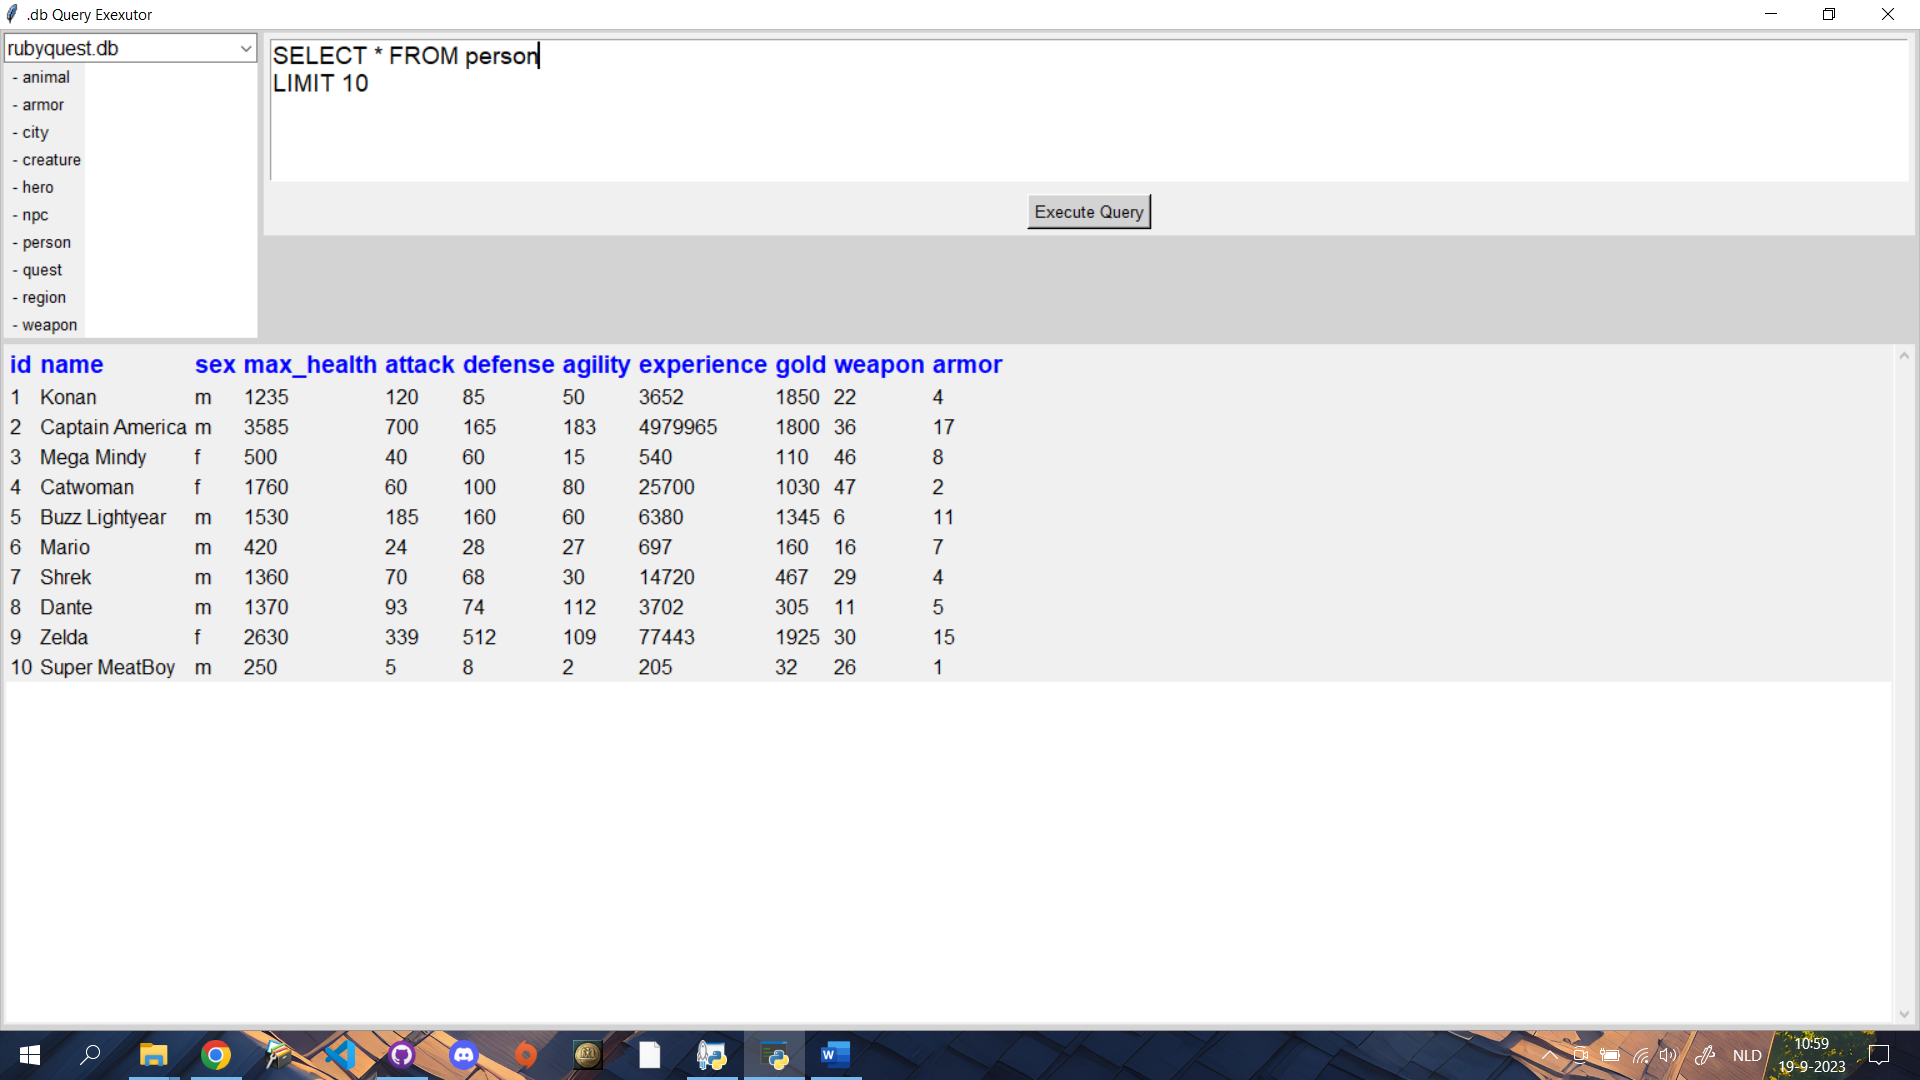 .db Query Exexutor
rubyquest.db
- animal
- armor
- city
- creature
- hero
- npc
- person
- quest
- region
- weapon
SELECT * FROM person
LIMIT 10
Execute Query
id name sex max_health attack defense agility experience gold weapon armor
1 Konan m 1235 120 85 50 3652 1850 22 4
2 Captain America m 3585 700 165 183 4979965 1800 36 17
3 Mega Mindy f 500 40 60 15 540 110 46 8
4 Catwoman f 1760 60 100 80 25700 1030 47 2
5 Buzz Lightyear m 1530 185 160 60 6380 1345 6 11
6 Mario m 420 24 28 27 697 160 16 7
7 Shrek m 1360 70 68 30 14720 467 29 4
8 Dante m 1370 93 74 112 3702 305 11 5
9 Zelda f 2630 339 512 109 77443 1925 30 15
10 Super MeatBoy m 250 5 8 2 205 32 26 1
W
NLD
10:59
19-9-2023